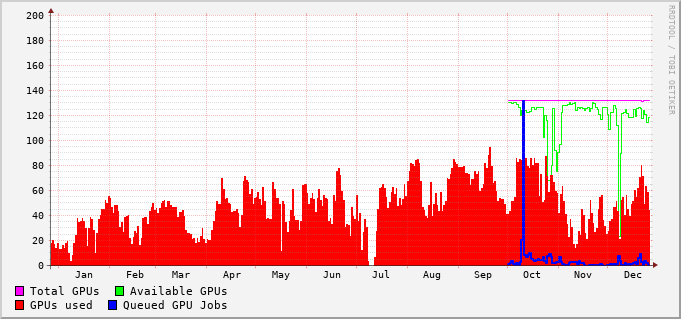 200
180
160
140
120
100
80
60
40
20
0
Jan Feb Mar Apr May Jun Jul Aug Sep Oct Nov Dec
Total GPUs Available GPUs
GPUs used Queued GPU Jobs
RRDTOOL / TOBI OETIKER